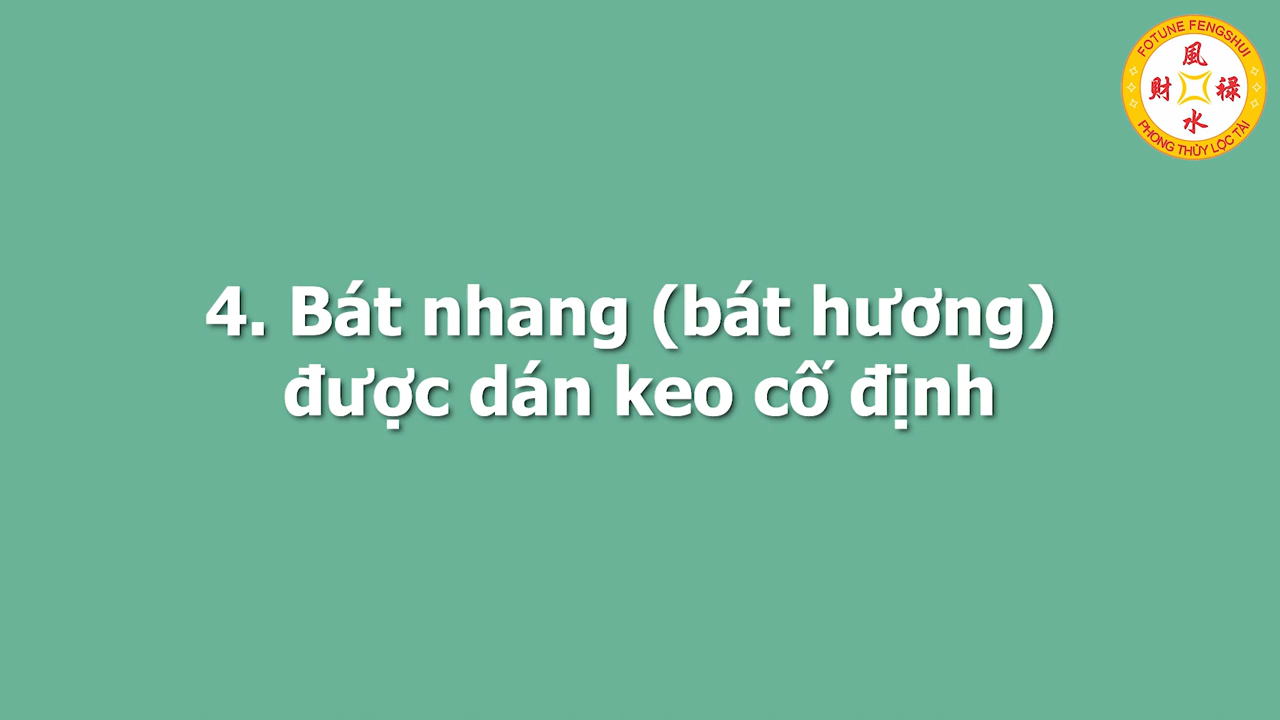 FOTUNE FENGSHUI
風
財 禄
水
PHONG THỦY LỘC TÀI
4. Bát nhang (bát hương)
được dán keo cố định